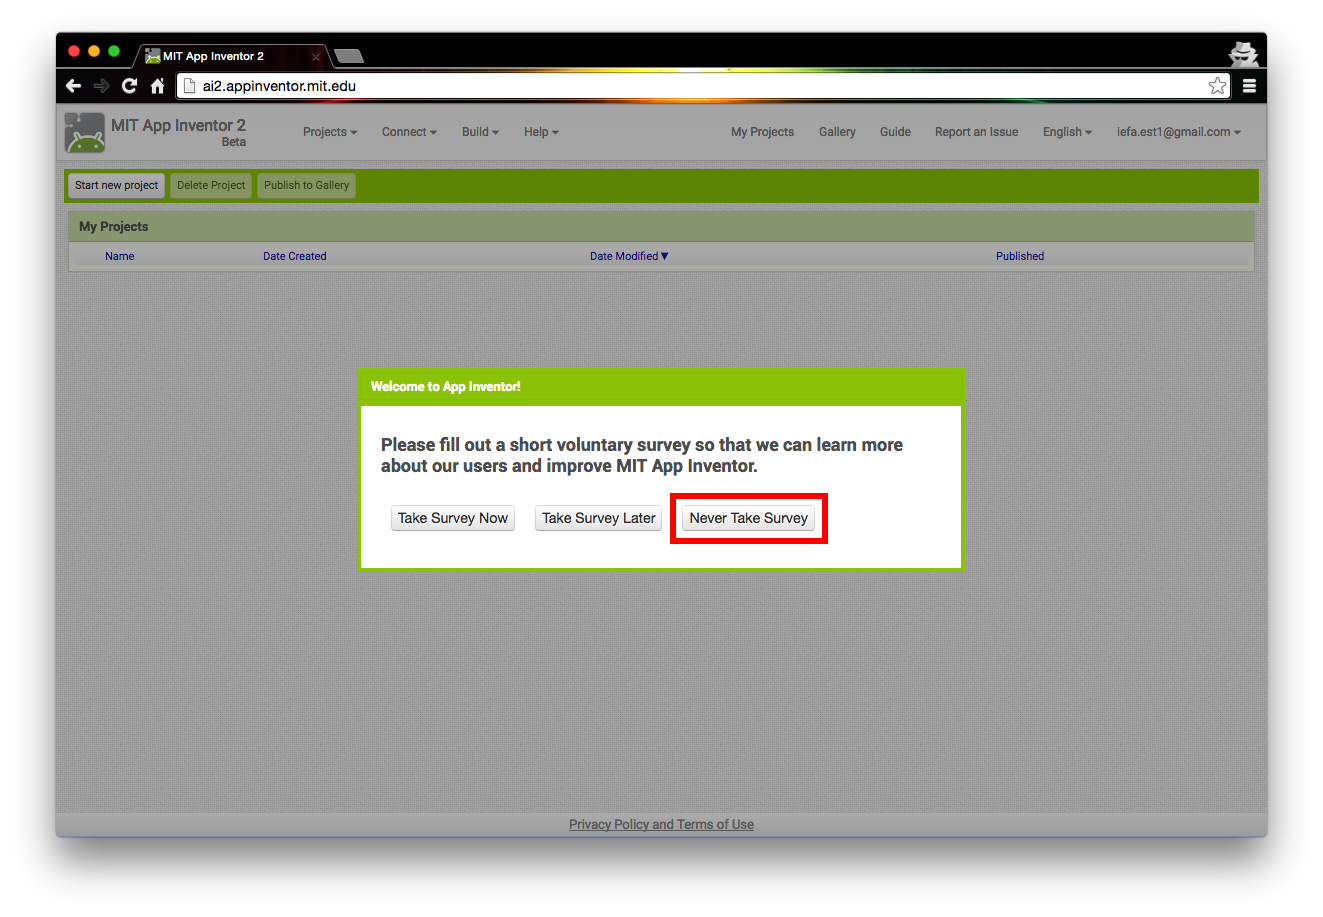 MIT App Inventor 2
ai2.appinventor.mit.edu
MIT App Inventor 2
Beta
Projects Connect Build Help My Projects Gallery Guide Report an Issue English iefa.est1@gmail.com
Start new project Delete Project Publish to Gallery
My Projects
Name Date Created Date Modified Published
Welcome to App Inventor!
Please fill out a short voluntary survey so that we can learn more
about our users and improve MIT App Inventor.
Take Survey Now Take Survey Later Never Take Survey
Privacy Policy and Terms of Use